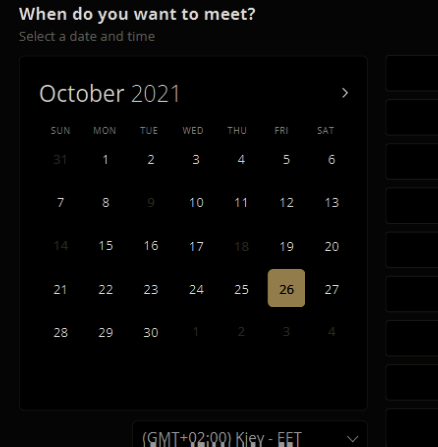 When do you want to meet?
Select a date and time
October 2021
SUN MON TUE WED THU FRI SAT
31 1 2 3 4 5 6
7 8 9 10 11 12 13
14 15 16 17 18 19 20
21 22 23 24 25 26 27
28 29 30 1 2 3 4
(GMT+02:00) Kiev - EET